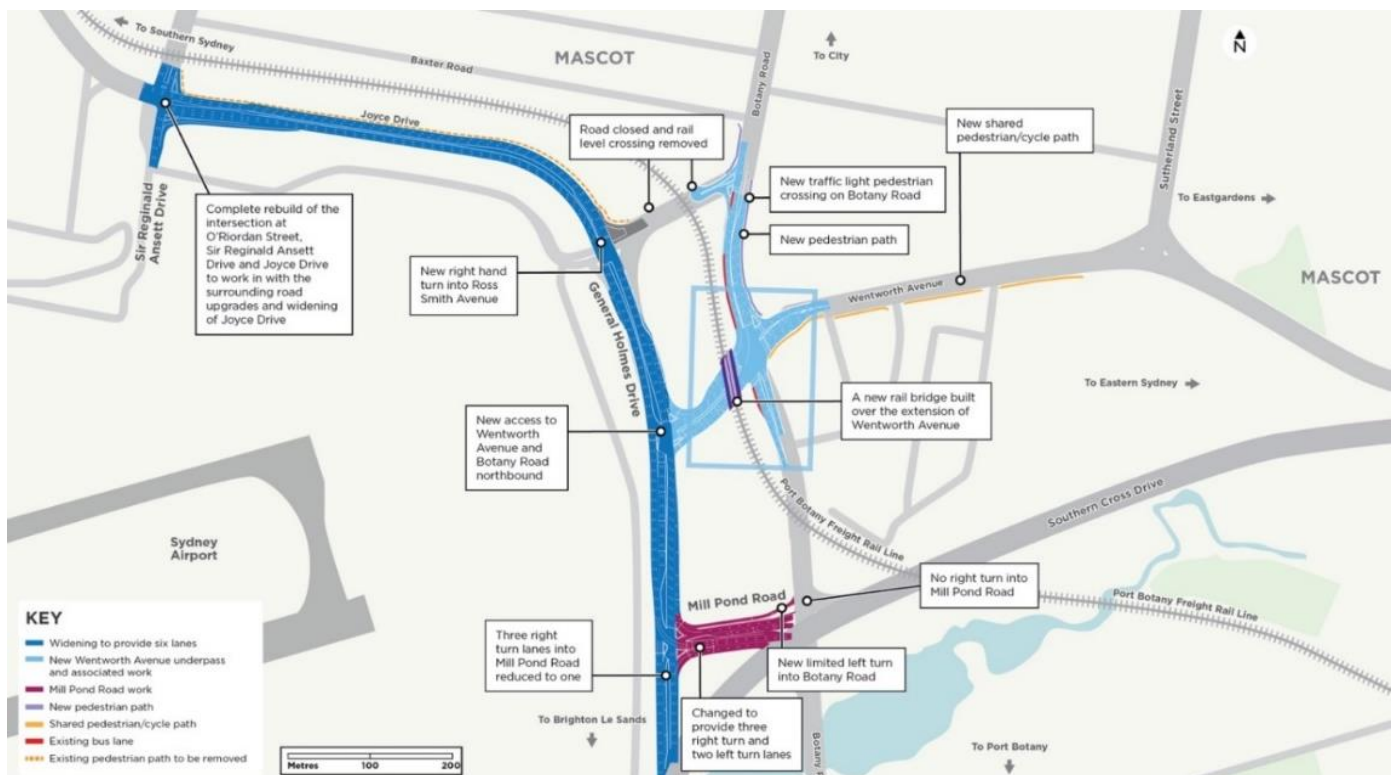 To Southern Sydney
MASCOT
Baxter Road
Botany Road
To City
N
Joyce Drive
Sutherland Street
Road closed and rail
level crossing removed
New shared
pedestrian/cycle path
New traffic light pedestrian
crossing on Botany Road
To Eastgardens
Sir Reginald
Ansett Drive
Complete rebuild of the
intersection at
O'Riordan Street,
Sir Reginald Ansett
Drive and Joyce Drive
to work in with the
surrounding road
upgrades and widening
of Joyce Drive
New pedestrian path
New right hand
turn into Ross
Smith Avenue
MASCOT
Wentworth Avenue
General Holmes Drive
To Eastern Sydney
A new rail bridge built
over the extension of
Wentworth Avenue
New access to
Wentworth
Avenue and
Botany Road
northbound
Port Botany Freight Rail Line
Southern Cross Drive
Sydney
Airport
No right turn into
Mill Pond Road
Mill Pond Road
Port Botany Freight Rail Line
KEY
Widening to provide six lanes
New Wentworth Avenue underpass
and associated work
Mill Pond Road work
New pedestrian path
Shared pedestrian/cycle path
Existing bus lane
Existing pedestrian path to be removed
Three right
turn lanes into
Mill Pond Road
reduced to one
New limited left turn
into Botany Road
Changed to
provide three
right turn and
two left turn lanes
To Brighton Le Sands
To Port Botany
Botany
Metres 100 200